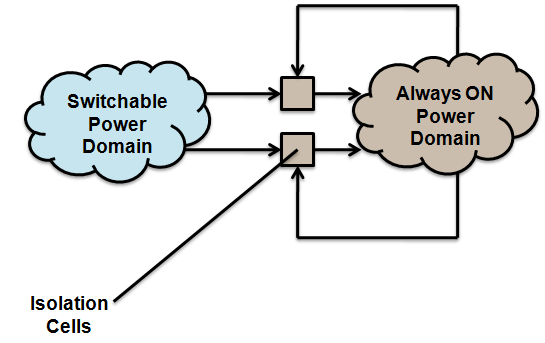 Switchable
Power
Domain
Always ON
Power
Domain
Isolation
Cells